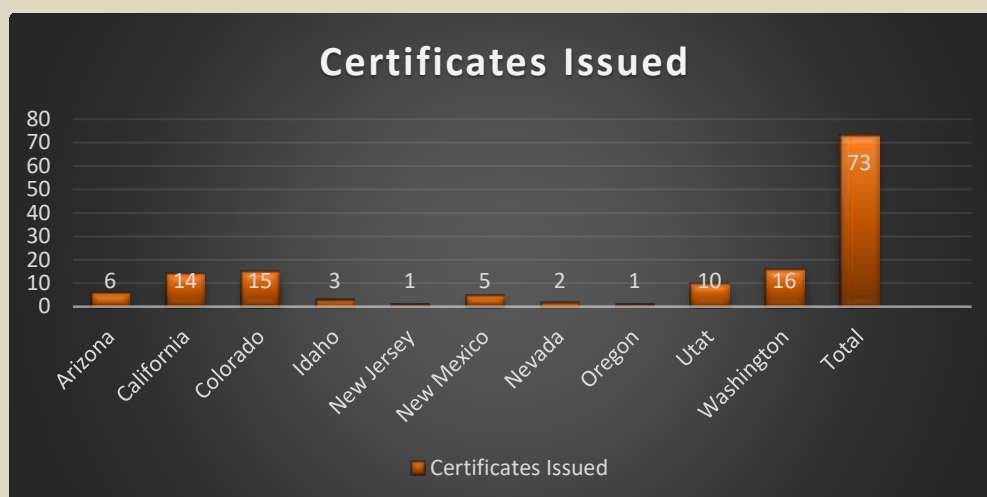 Certificates Issued
80
70
60
50
40
30
20
10
0
6 14 15 3 1 5 2 1 10 16 73
Arizona
California
Colorado
Idaho
New Jersey
New Mexico
Nevada
Oregon
Utat
Washington
Total
Certificates Issued